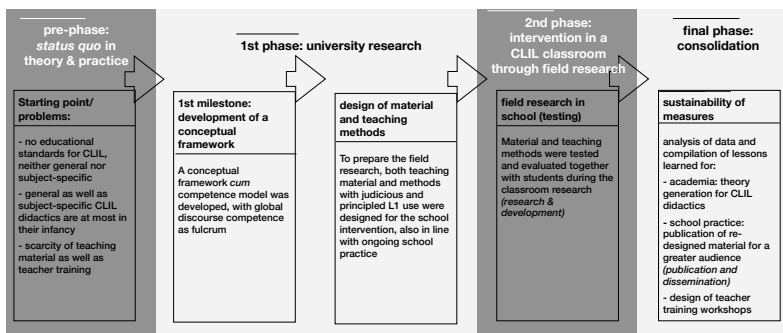 pre-phase:
status quo in
theory & practice
Starting point/
problems:
- no educational
standards for CLIL,
neither general nor
subject-specific
- general as well as
subject-specific CLIL
didactics are at most in
their infancy
- scarcity of teaching
material as well as
teacher training
1st phase: university research
1st milestone:
development of a
conceptual
framework
A conceptual
framework cum
competence model was
developed, with global
discourse competence
as fulcrum
design of material
and teaching
methods
To prepare the field
research, both teaching
material and methods
with judicious and
principled L1 use were
designed for the school
intervention, also in line
with ongoing school
practice
2nd phase:
intervention in a
CLIL classroom
through field research
field research in
school (testing)
Material and teaching
methods were tested
and evaluated together
with students during the
classroom research
(research &
development)
final phase:
consolidation
sustainability of
measures
analysis of data and
compilation of lessons
learned for:
- academia: theory
generation for CLIL
didactics
- school practice:
publication of re-
designed material for a
greater audience
(publication and
dissemination)
- design of teacher
training workshops